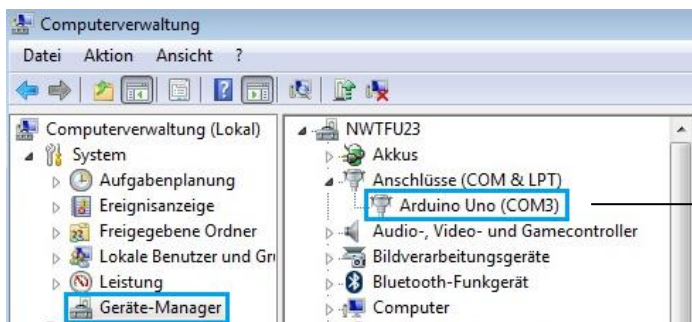 Computerverwaltung
Datei Aktion Ansicht ?
Computerverwaltung (Lokal)
System
Aufgabenplanung
Ereignisanzeige
Freigegebene Ordner
Lokale Benutzer und Gru
Leistung
Geräte-Manager
NWTFU23
Akkus
Anschlüsse (COM & LPT)
Arduino Uno (COM3)
Audio-, Video- und Gamecontroller
Bildverarbeitungsgeräte
Bluetooth-Funkgerät
Computer